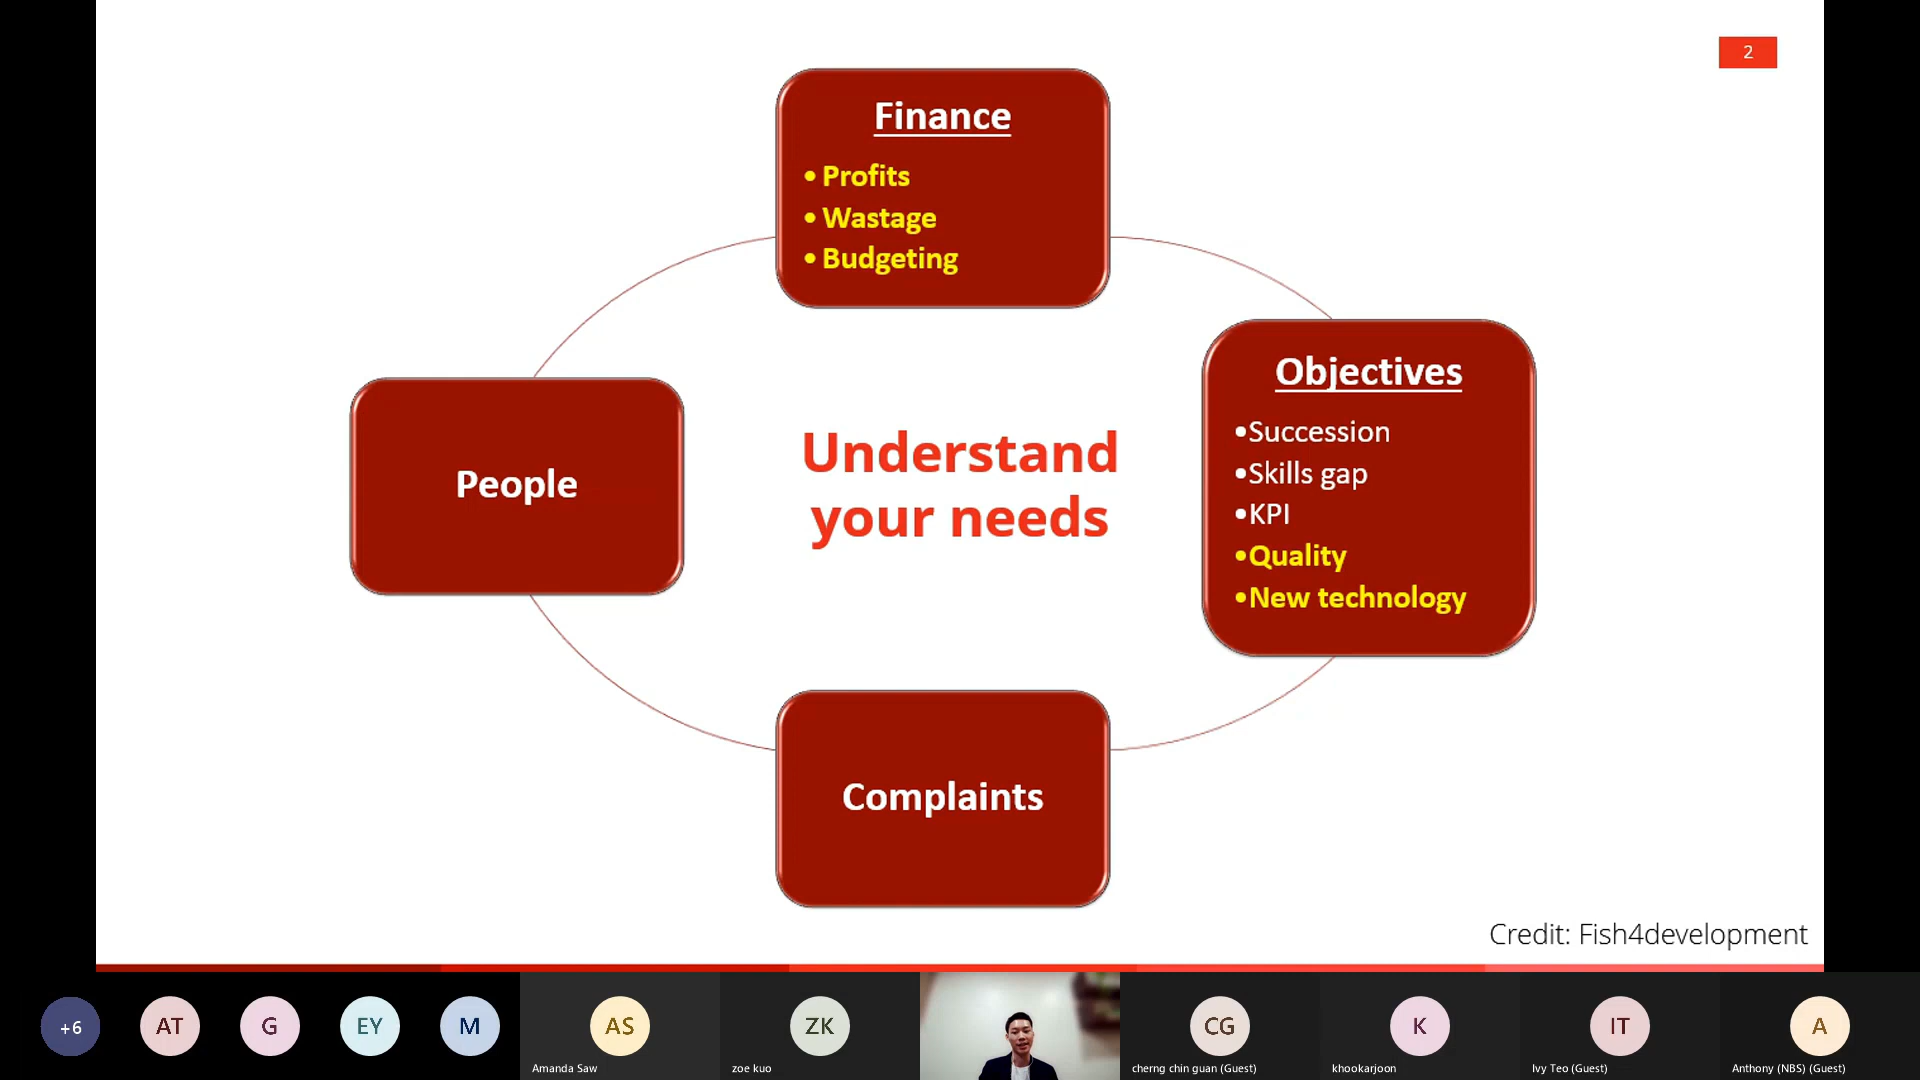 2
Finance
• Profits
• Wastage
• Budgeting
Objectives
•Succession
•Skills gap
•KPI
•Quality
•New technology
People
Understand
your needs
Complaints
Credit: Fish4development
+6
AT
G
EY
M
AS
Amanda Saw
ZK
zoe kuo
CG
cherng chin guan (Guest)
K
khookarjoon
IT
Ivy Teo (Guest)
A
Anthony (NBS) (Guest)